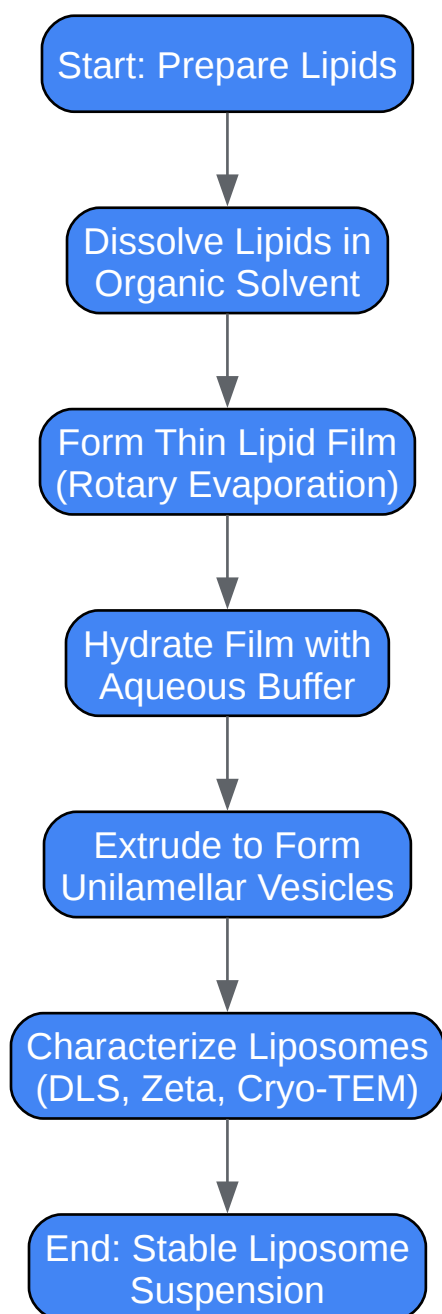 Start: Prepare Lipids
Dissolve Lipids in
Organic Solvent
Form Thin Lipid Film
(Rotary Evaporation)
Hydrate Film with
Aqueous Buffer
Extrude to Form
Unilamellar Vesicles
Characterize Liposomes
(DLS, Zeta, Cryo-TEM)
End: Stable Liposome
Suspension